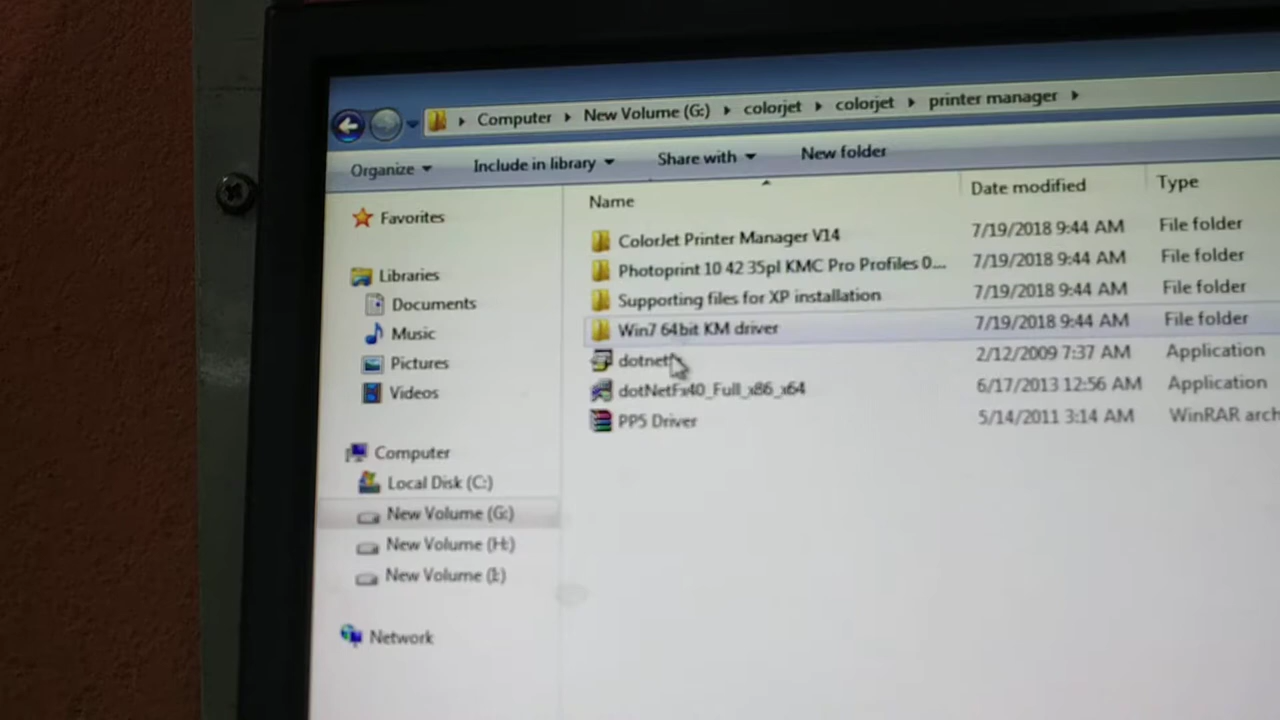 Computer New Volume (G:) colorjet colorjet printer manager
Organize Include in library Share with New folder
Name Date modified Type
Favorites
Libraries
Documents
Music
Pictures
Videos
Computer
Local Disk (C:)
New Volume (G:)
New Volume (H:)
New Volume (I:)
Network
ColorJet Printer Manager V14 7/19/2018 9:44 AM File folder
Photoprint 10 42 35pl KMC Pro Profiles 0... 7/19/2018 9:44 AM File folder
Supporting files for XP installation 7/19/2018 9:44 AM File folder
Win7 64bit KM driver 7/19/2018 9:44 AM File folder
2/12/2009 7:37 AM Application
dotNetFx40_Full_x86_x64 6/17/2013 12:56 AM Application
PP5 Driver 5/14/2011 3:14 AM WinRAR arch